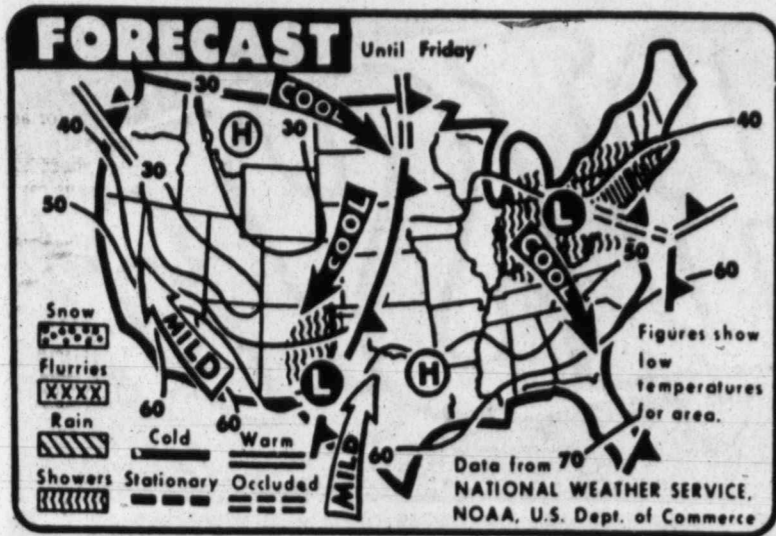 FORECAST Until Friday
30
COOL
40
H
30
40
30
50
COOL
L
COOL
50
60
Snow
Flurries
XXXX
Rain
Showers
MILD
60
60
L
H
MILD
60
70
Cold
Warm
Stationary
Occluded
Figures show
low
temperatures
for area.
Data from
NATIONAL WEATHER SERVICE,
NOAA, U.S. Dept. of Commerce